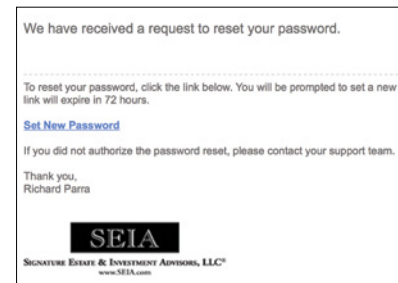 We have received a request to reset your password.
To reset your password, click the link below. You will be prompted to set a new
link will expire in 72 hours.
Set New Password
If you did not authorize the password reset, please contact your support team.
Thank you,
Richard Parra
SEIA
SIGNATURE ESTATE & INVESTMENT ADVISORS, LLC®
www.SEIA.com